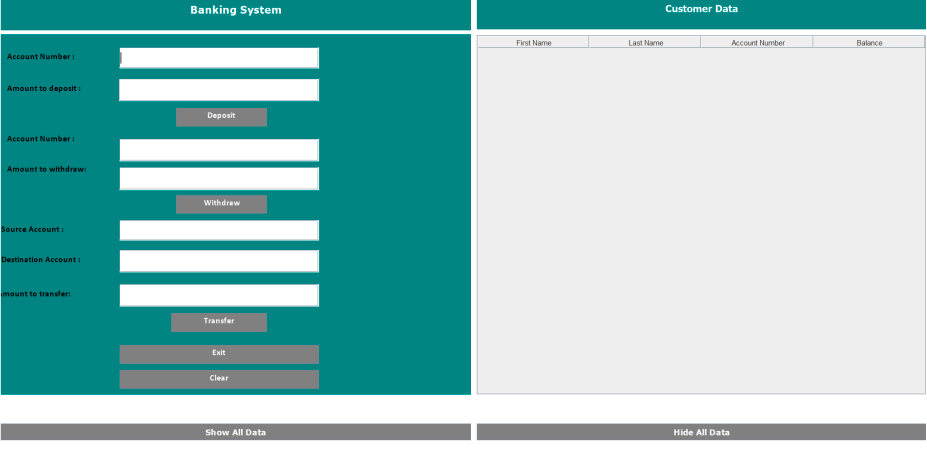 Banking System
Customer Data
First Name Last Name Account Number Balance
Account Number :
Amount to deposit :
Deposit
Account Number :
Amount to withdraw:
Withdraw
Source Account :
Destination Account :
mount to transfer:
Transfer
Exit
Clear
Show All Data
Hide All Data